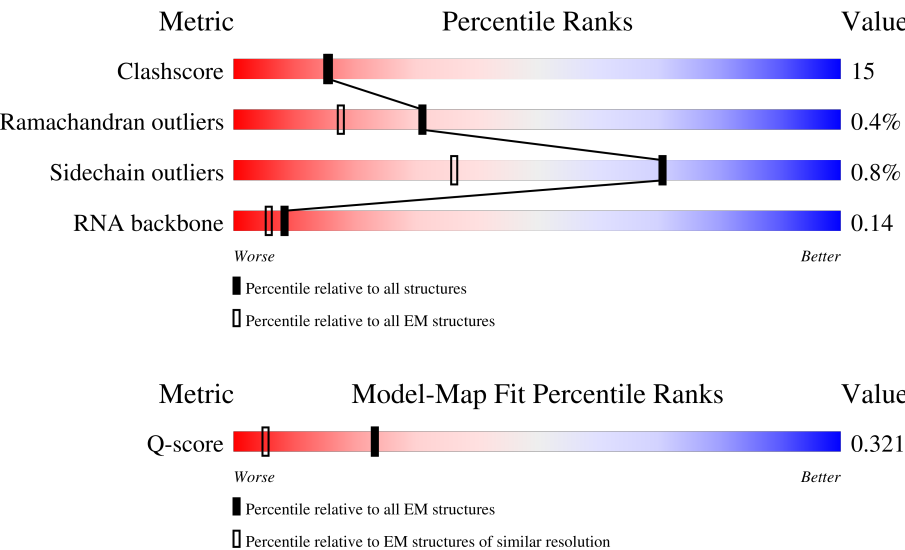 Metric Percentile Ranks Value
Clashscore 15
Ramachandran outliers 0.4%
Sidechain outliers 0.8%
RNA backbone 0.14
Worse Better
Percentile relative to all structures
Percentile relative to all EM structures
Metric Model-Map Fit Percentile Ranks Value
Q-score 0.321
Worse Better
Percentile relative to all EM structures
Percentile relative to EM structures of similar resolution